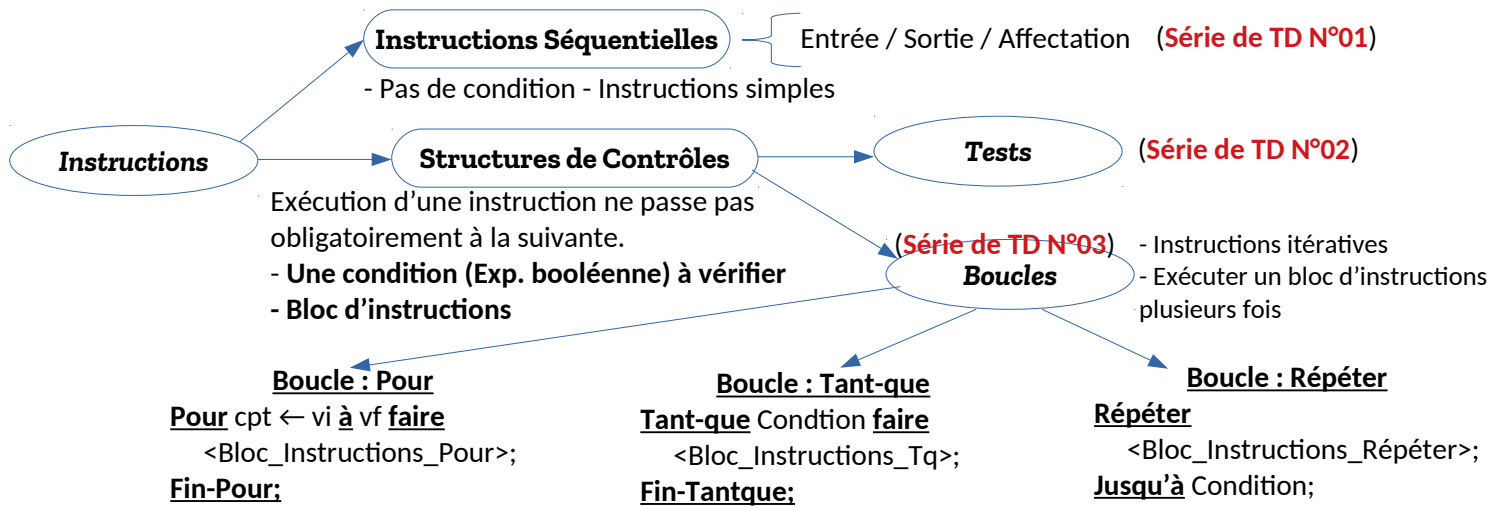 Instructions Séquentielles
Entrée / Sortie / Affectation (Série de TD N°01)
- Pas de condition - Instructions simples
Instructions
Structures de Contrôles
Tests
(Série de TD N°02)
Exécution d'une instruction ne passe pas
obligatoirement à la suivante.
- Une condition (Exp. booléenne) à vérifier
- Bloc d'instructions
(Série de TD N°03)
Boucles
- Instructions itératives
- Exécuter un bloc d'instructions
plusieurs fois
Boucle : Pour
Pour cpt ← vi à vf faire
<Bloc_Instructions_Pour>;
Fin-Pour;
Boucle : Tant-que
Tant-que Condtion faire
<Bloc_Instructions_Tq>;
Fin-Tantque;
Boucle : Répéter
Répéter
<Bloc_Instructions_Répéter>;
Jusqu'à Condition;